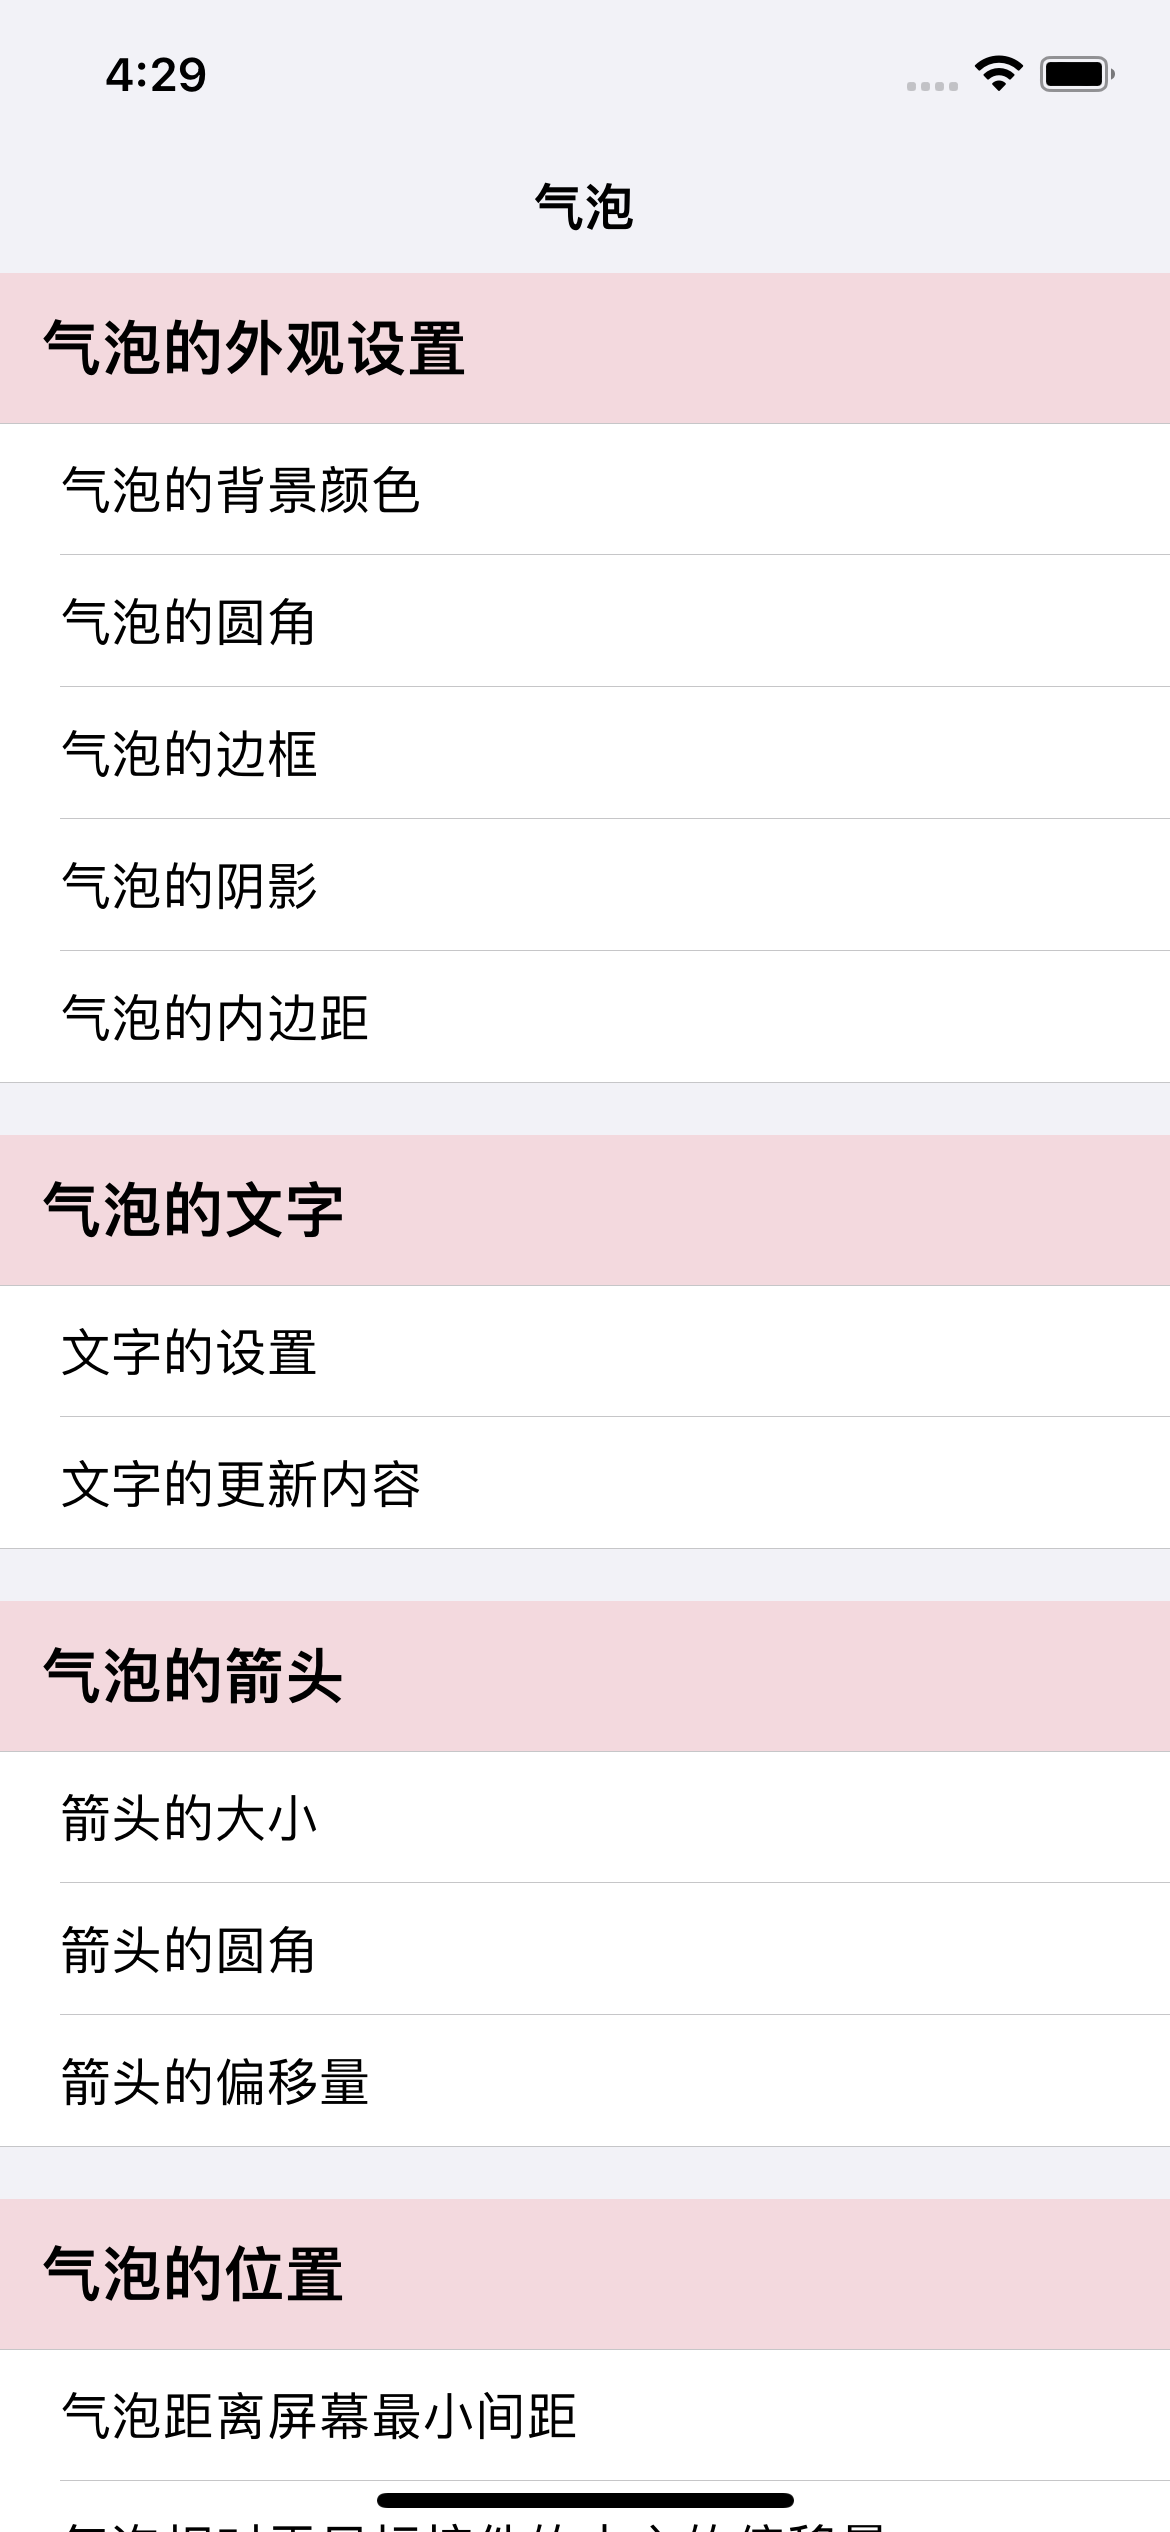 4:29
气泡
气泡的外观设置
气泡的背景颜色
气泡的圆角
气泡的边框
气泡的阴影
气泡的内边距
气泡的文字
文字的设置
文字的更新内容
气泡的箭头
箭头的大小
箭头的圆角
箭头的偏移量
气泡的位置
气泡距离屏幕最小间距